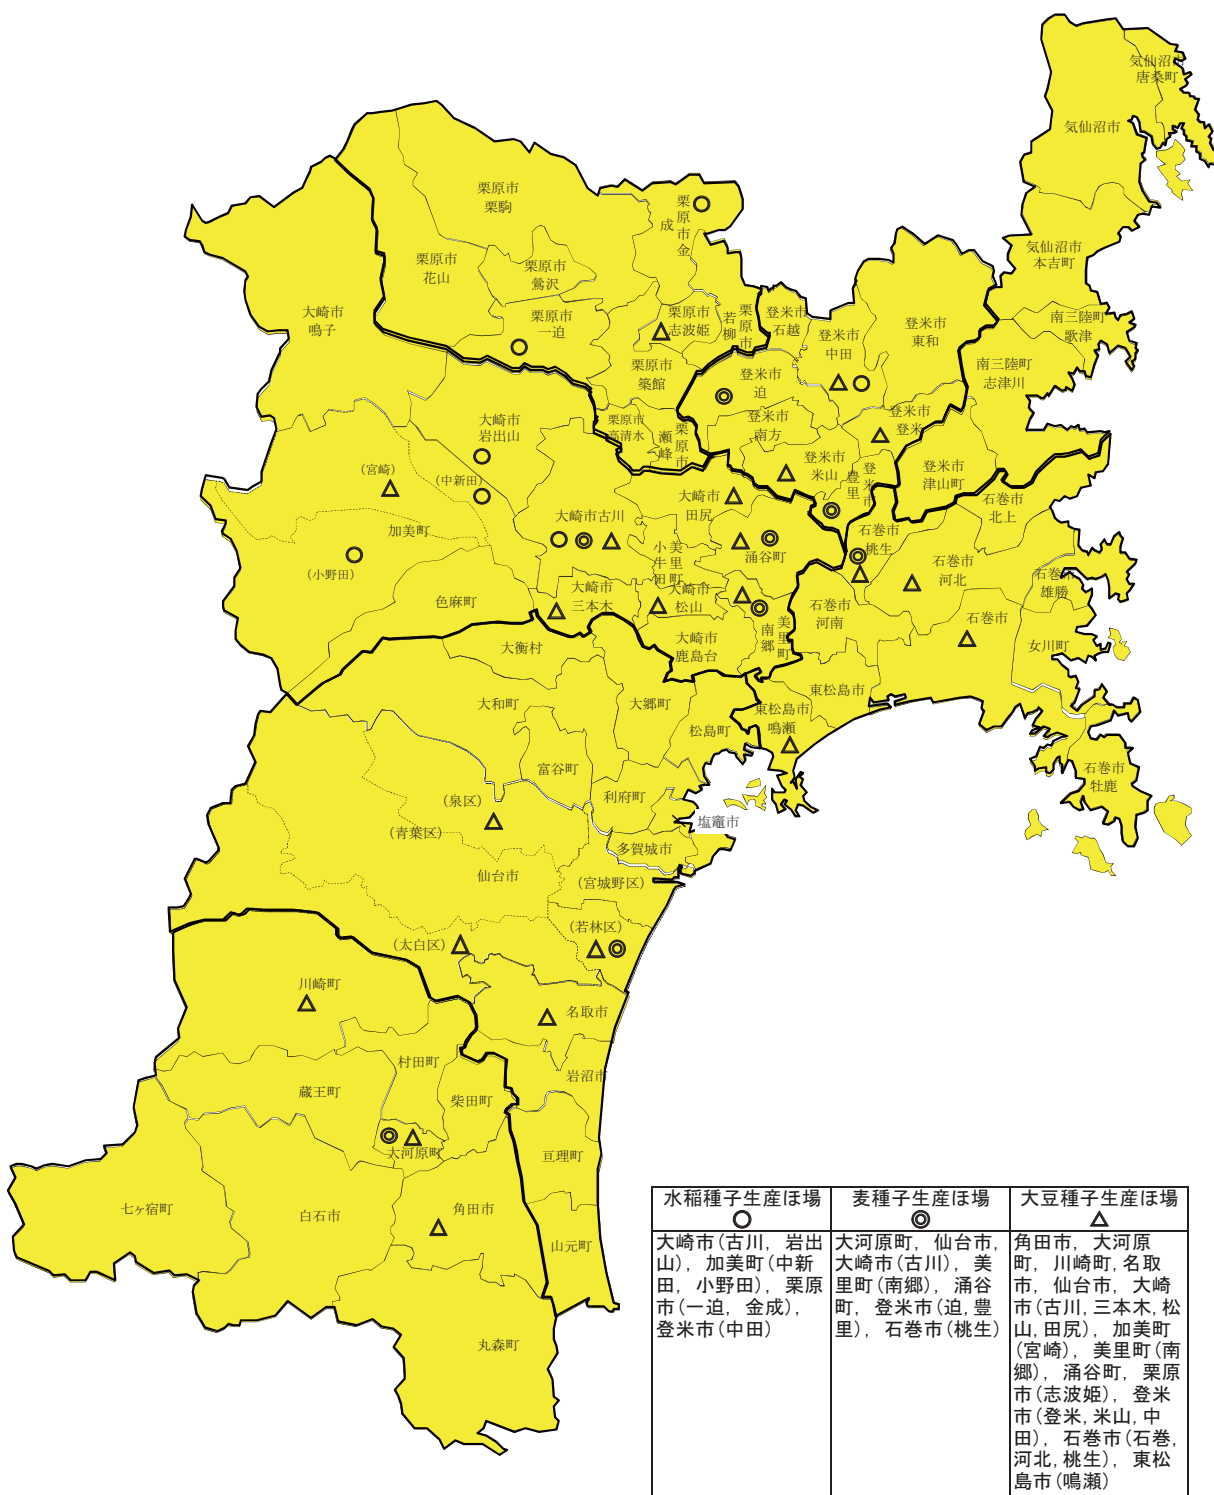 気仙沼市
唐桑町
気仙沼市
栗原市
栗駒
栗原市金成
気仙沼市
本吉町
栗原市
花山
栗原市
鶯沢
大崎市
鳴子
栗原市
一迫
栗原市
志波姫
栗原市
若柳
登米市
石越
登米市
中田
登米市
東和
南三陸町
歌津
南三陸町
志津川
栗原市
築館
登米市
迫
大崎市
岩出山
栗原市
高清水
栗原市
瀬峰
登米市
南方
登米市
登米
登米市
米山
登米市
豊里
登米市
津山町
(宮崎)
(中新田)
大崎市
田尻
石巻市
北上
加美町
大崎市古川
美里町
小牛田
涌谷町
石巻市
桃生
石巻市
河北
石巻市
雄勝
(小野田)
色麻町
大崎市
三本木
大崎市
松山
美里町
南郷
石巻市
河南
石巻市
大衡村
大崎市
鹿島台
女川町
大和町
大郷町
松島町
東松島市
東松島市
鳴瀬
富谷町
石巻市
牡鹿
(泉区)
利府町
塩竈市
(青葉区)
多賀城市
仙台市
(宮城野区)
(若林区)
(太白区)
川崎町
名取市
村田町
岩沼市
蔵王町
柴田町
大河原町
亘理町
七ヶ宿町
白石市
角田市
山元町
丸森町
水稲種子生産ほ場
○
大崎市(古川, 岩出
山), 加美町(中新
田, 小野田), 栗原
市(一迫, 金成),
登米市(中田)
麦種子生産ほ場
◎
大河原町, 仙台市,
大崎市(古川), 美
里町(南郷), 涌谷
町, 登米市(迫,豊
里), 石巻市(桃生)
大豆種子生産ほ場
△
角田市, 大河原
町, 川崎町,名取
市, 仙台市, 大崎
市(古川,三本木,松
山,田尻), 加美町
(宮崎), 美里町(南
郷), 涌谷町, 栗原
市(志波姫), 登米
市(登米,米山,中
田), 石巻市(石巻,
河北,桃生), 東松
島市(鳴瀬)